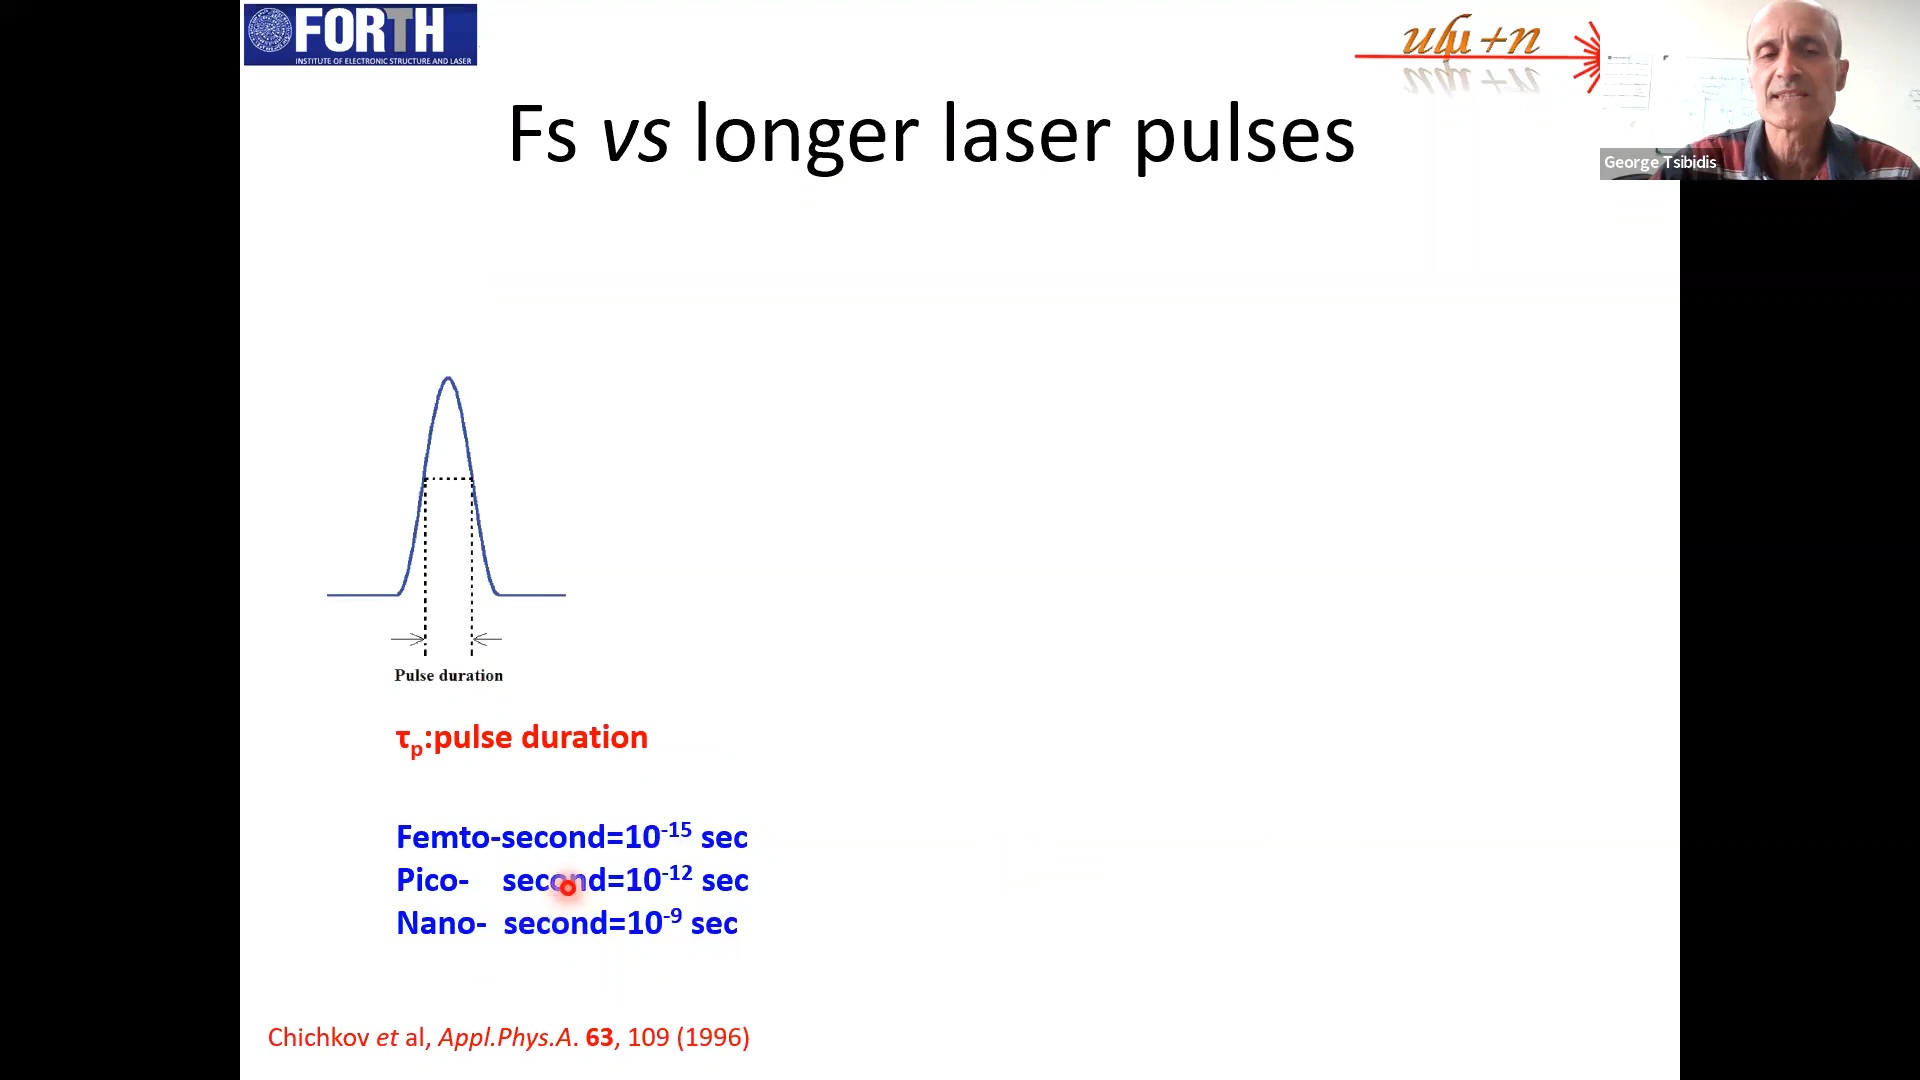 FORTH
INSTITUTE OF ELECTRONIC STRUCTURE AND LASER
George Tsibidis
Fs vs longer laser pulses
Pulse duration
τp:pulse duration
Femto-second=10-15 sec
Pico- second=10-12 sec
Nano- second=10-9 sec
Chichkov et al, Appl.Phys.A. 63, 109 (1996)